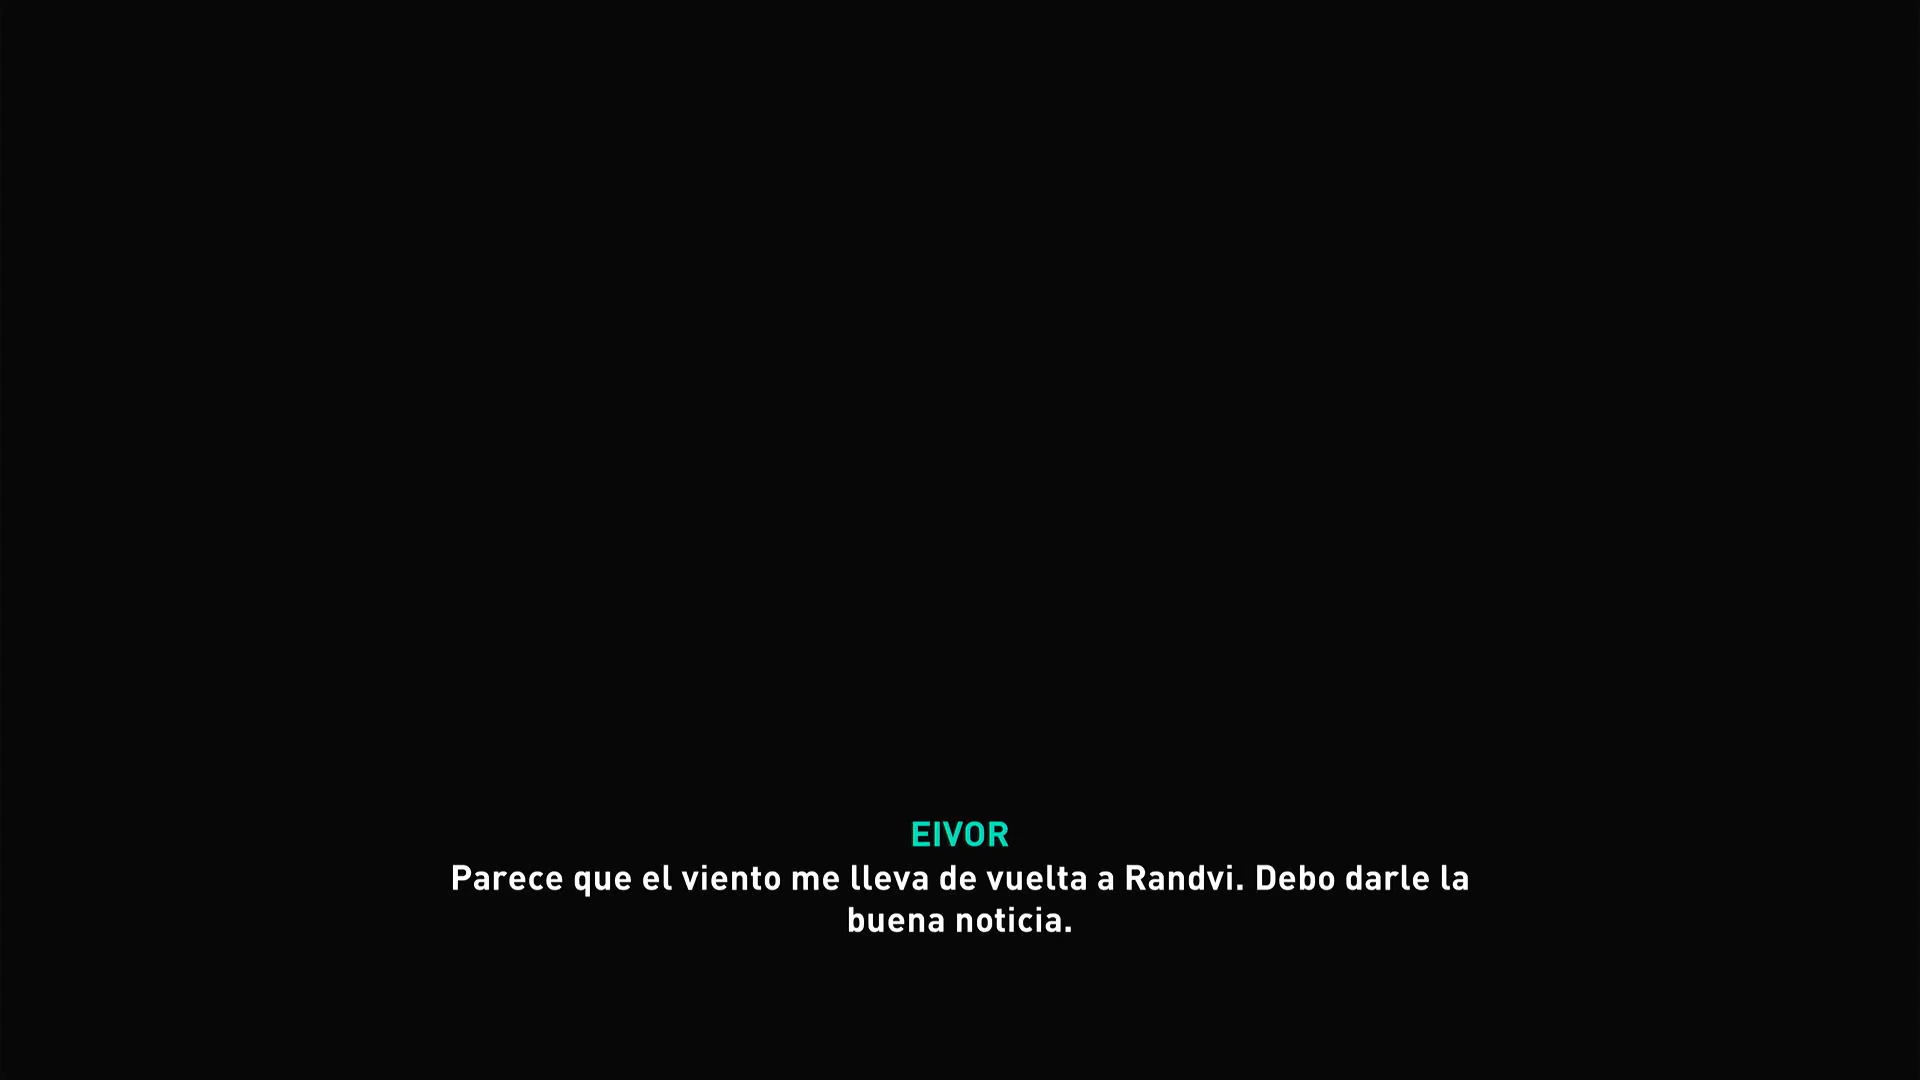 EIVOR
Parece que el viento me lleva de vuelta a Randvi. Debo darle la
buena noticia.